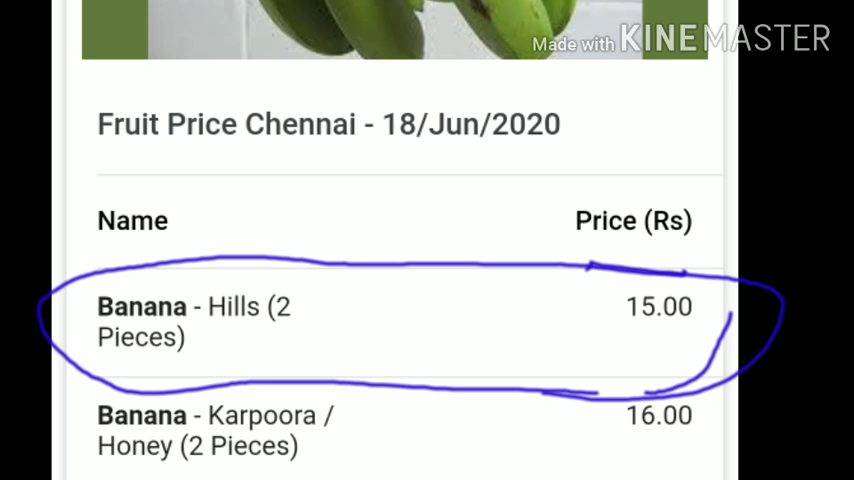 Made with KINEMASTER
Fruit Price Chennai - 18/Jun/2020
Name Price (Rs)
Banana - Hills (2 15.00
Pieces)
Banana - Karpoora / 16.00
Honey (2 Pieces)